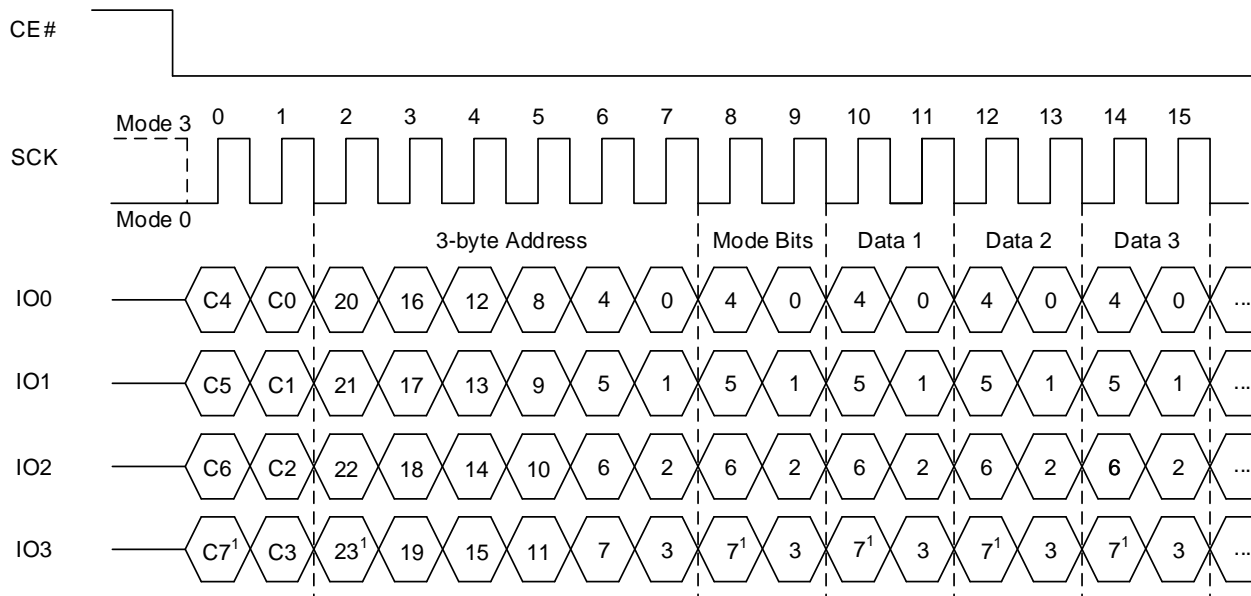 CE#
0 1 2 3 4 5 6 7 8 9 10 11 12 13 14 15
Mode 3
SCK
Mode 0
3-byte Address Mode Bits Data 1 Data 2 Data 3
IO0 C4 C0 20 16 12 8 4 0 4 0 4 0 4 0 4 0 ...
IO1 C5 C1 21 17 13 9 5 1 5 1 5 1 5 1 5 1 ...
IO2 C6 C2 22 18 14 10 6 2 6 2 6 2 6 2 6 2 ...
IO3 C7¹ C3 23¹ 19 15 11 7 3 7¹ 3 7¹ 3 7¹ 3 7¹ 3 ...